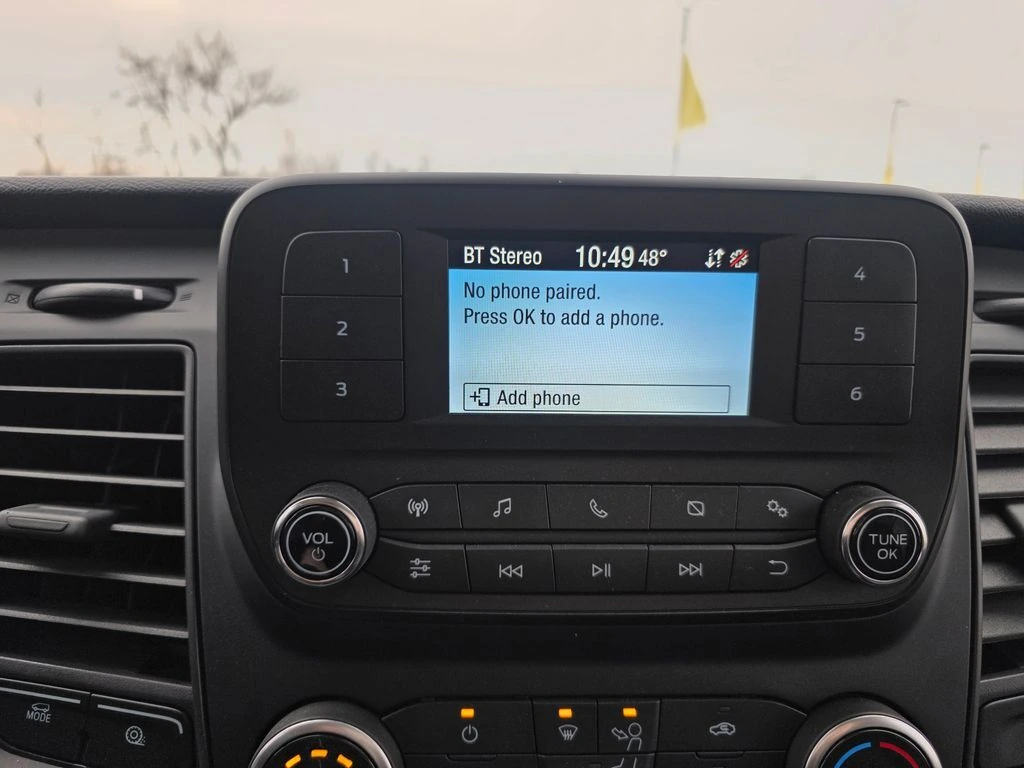 BT Stereo 10:49 48°
No phone paired.
Press OK to add a phone.
Add phone
1
2
3
4
5
6
VOL
TUNE
OK
MODE